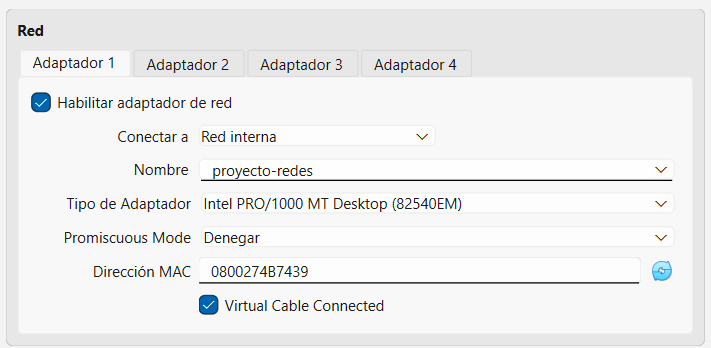 Red
Adaptador 1 Adaptador 2 Adaptador 3 Adaptador 4
Habilitar adaptador de red
Conectar a Red interna
Nombre proyecto-redes
Tipo de Adaptador Intel PRO/1000 MT Desktop (82540EM)
Promiscuous Mode Denegar
Dirección MAC 0800274B7439
Virtual Cable Connected